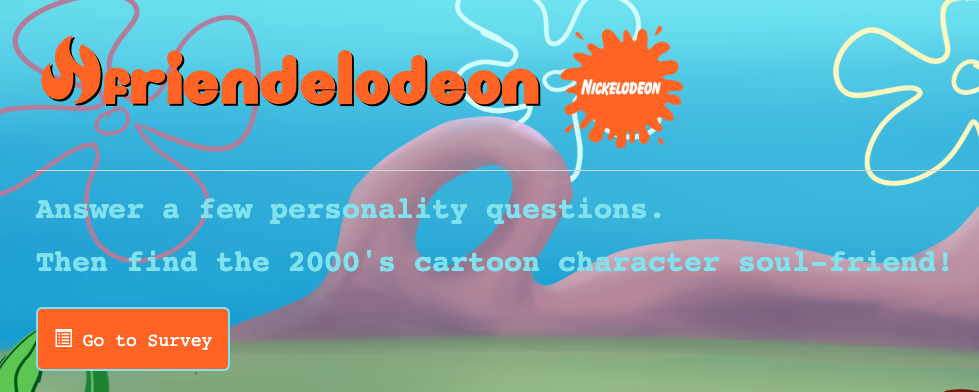 friendelodeon
NICKELODEON
Answer a few personality questions.
Then find the 2000's cartoon character soul-friend!
Go to Survey